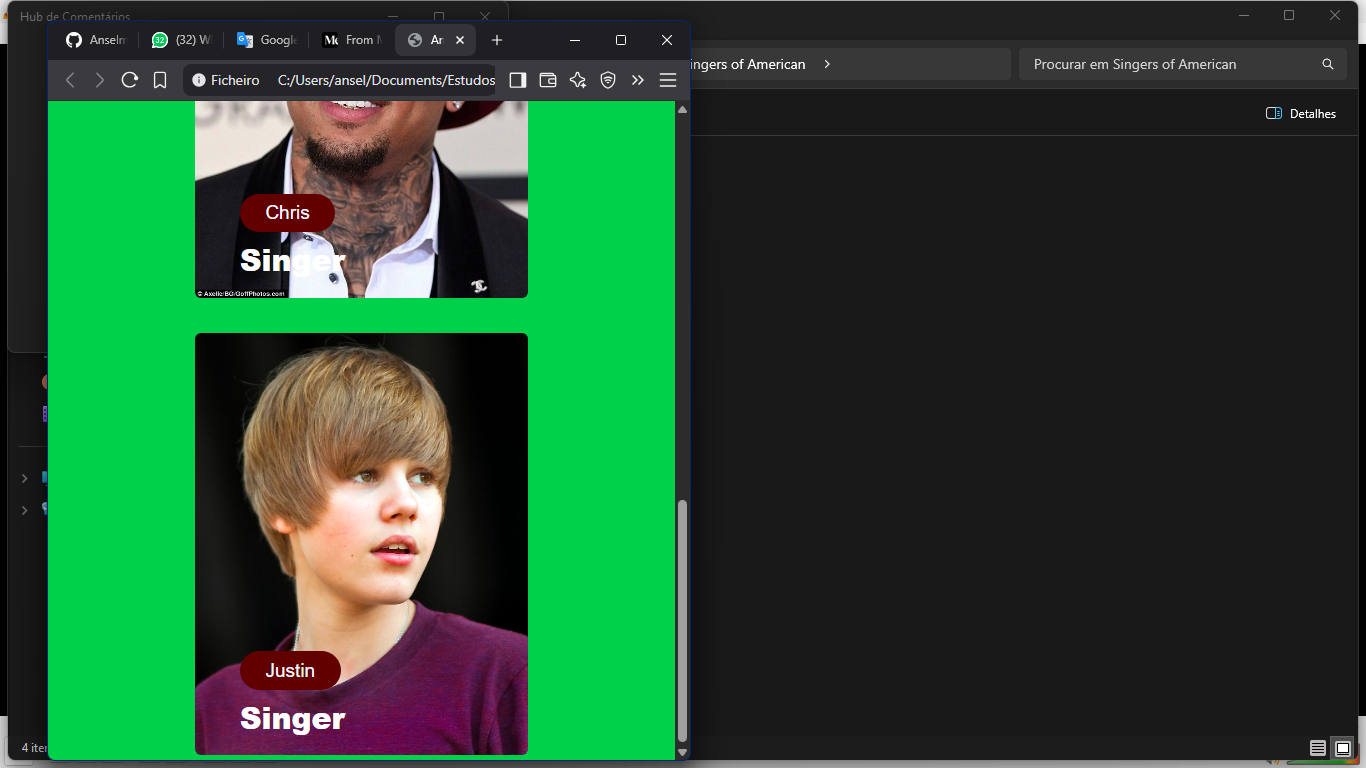 Hub de Comentários
Anselm
(32) W
Google
From M
Ar
Ficheiro
C:/Users/ansel/Documents/Estudos
ingers of American
Procurar em Singers of American
Detalhes
Chris
Singer
© Axelle/BG/GoffPhotos.com
Justin
Singer
4 iter